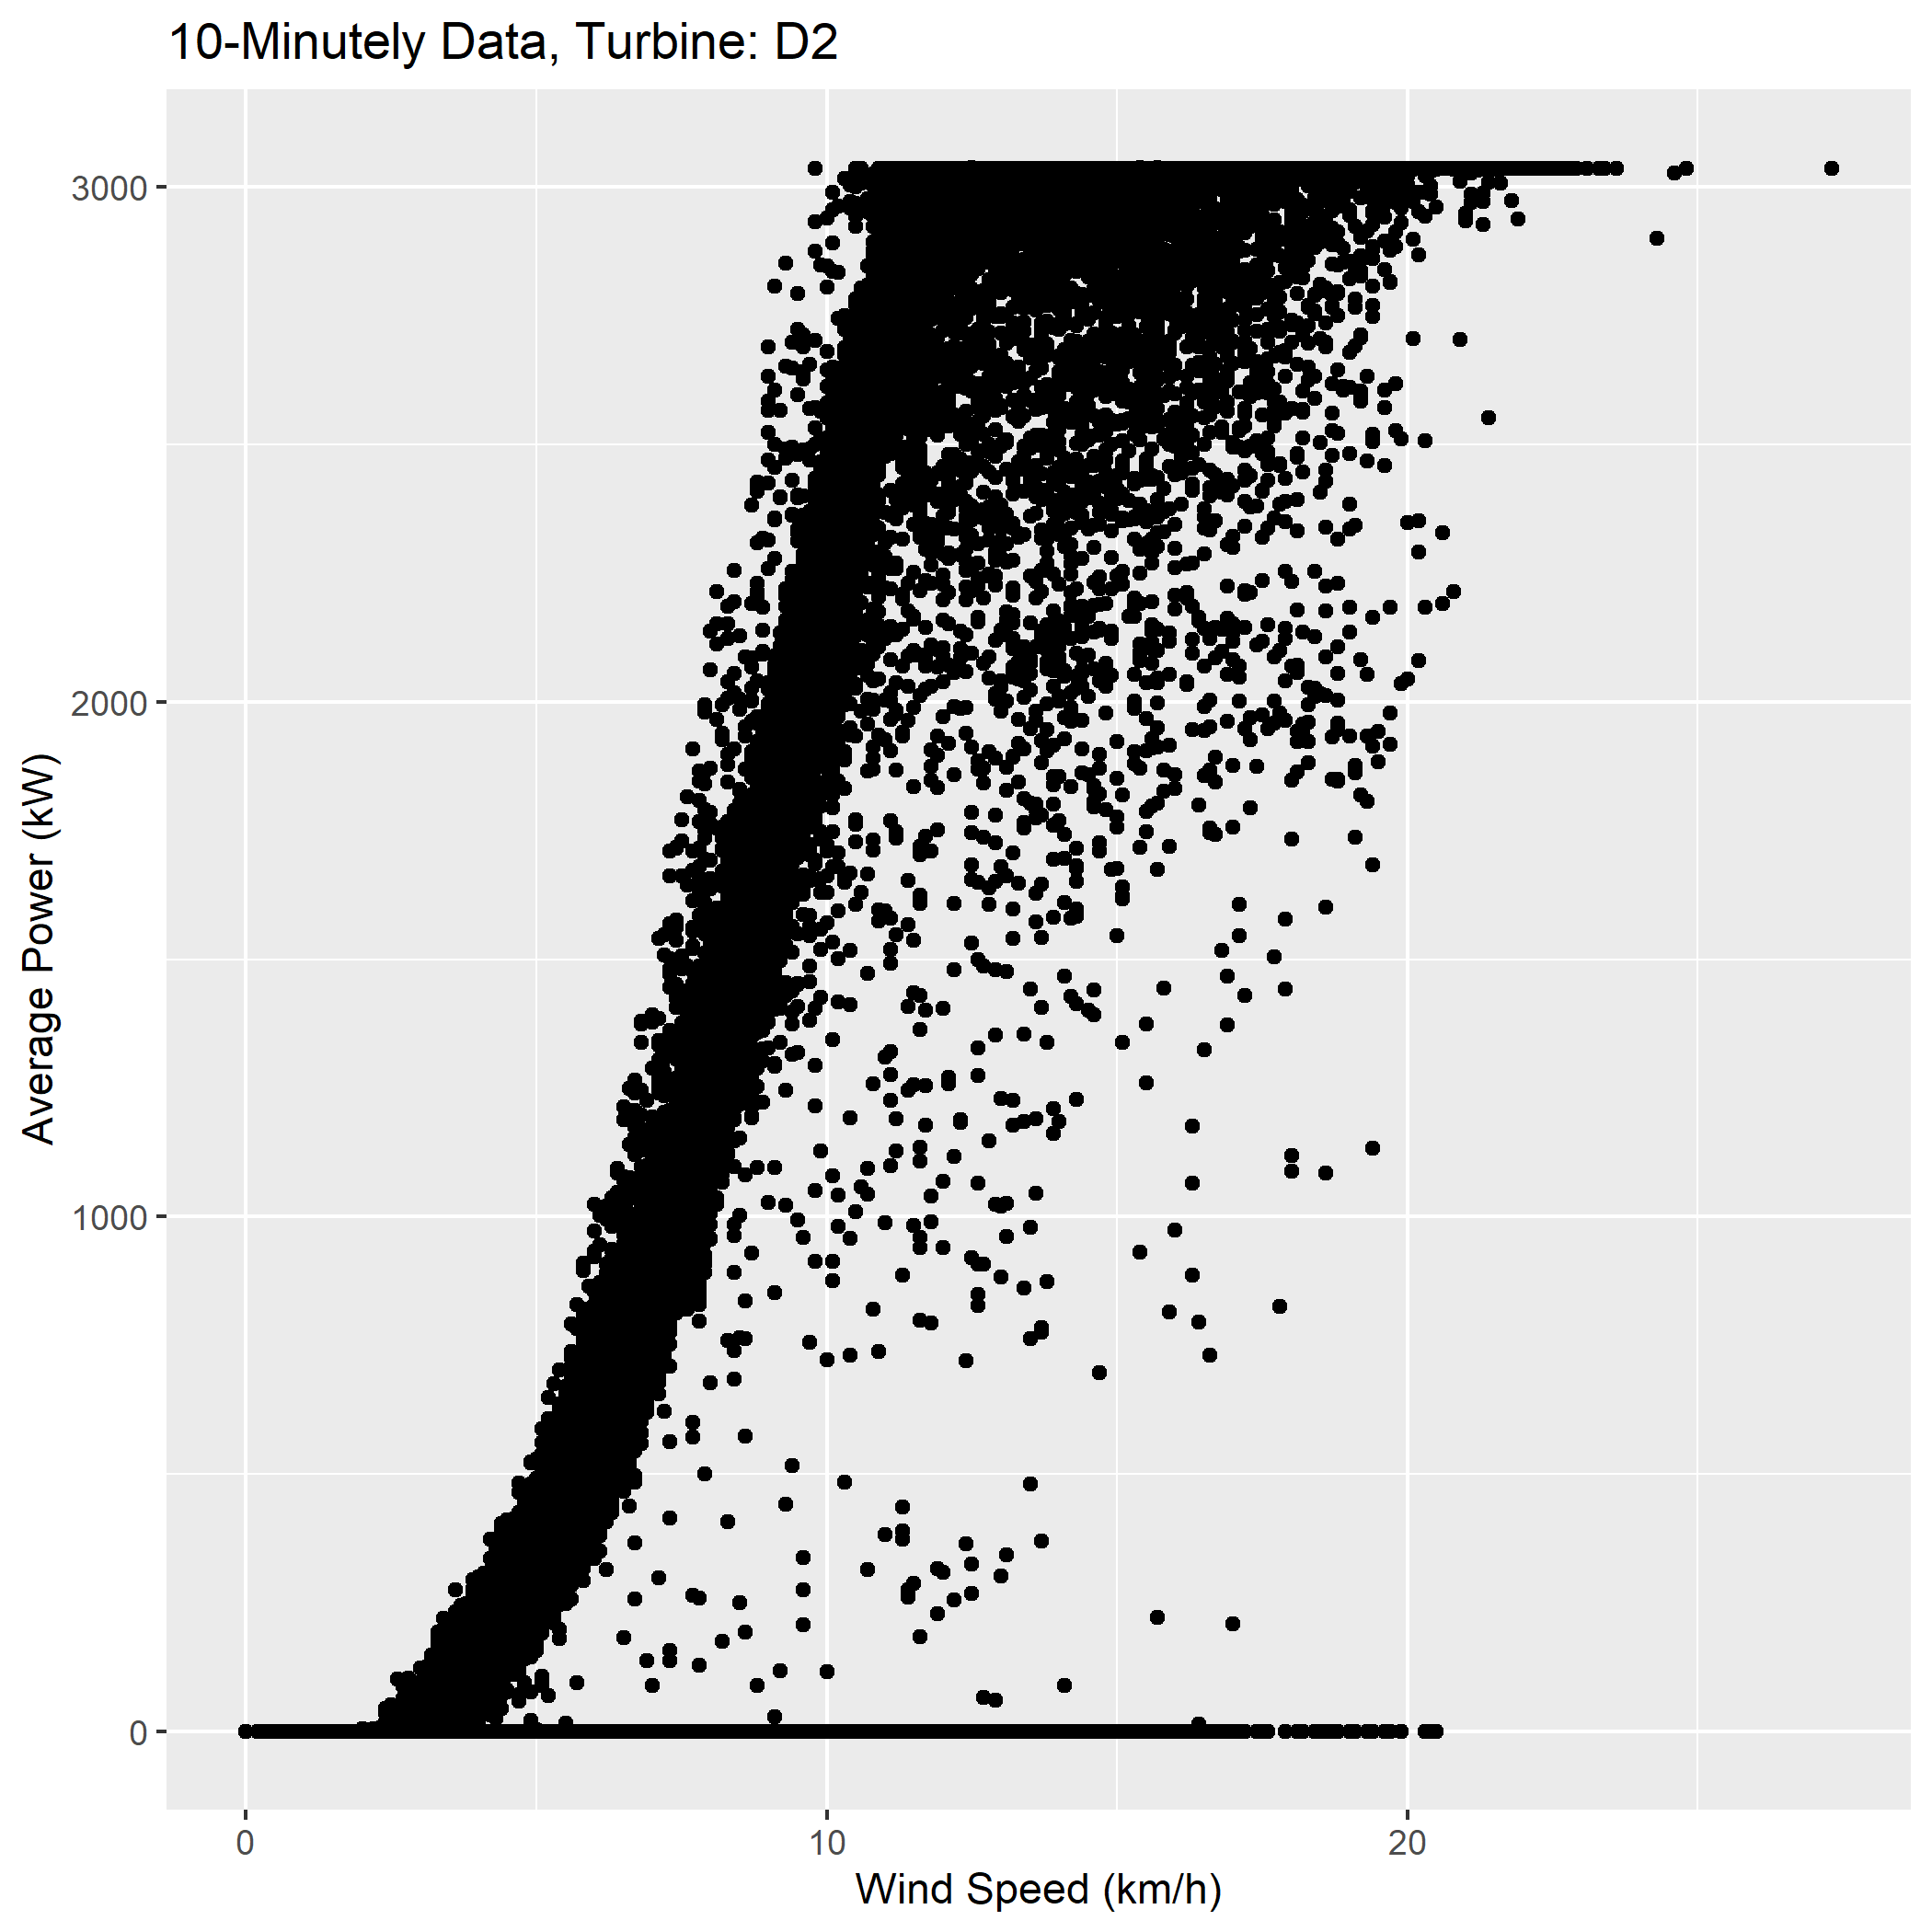 10-Minutely Data, Turbine: D2
3000
2000
1000
0
Average Power (kW)
0 10 20
Wind Speed (km/h)